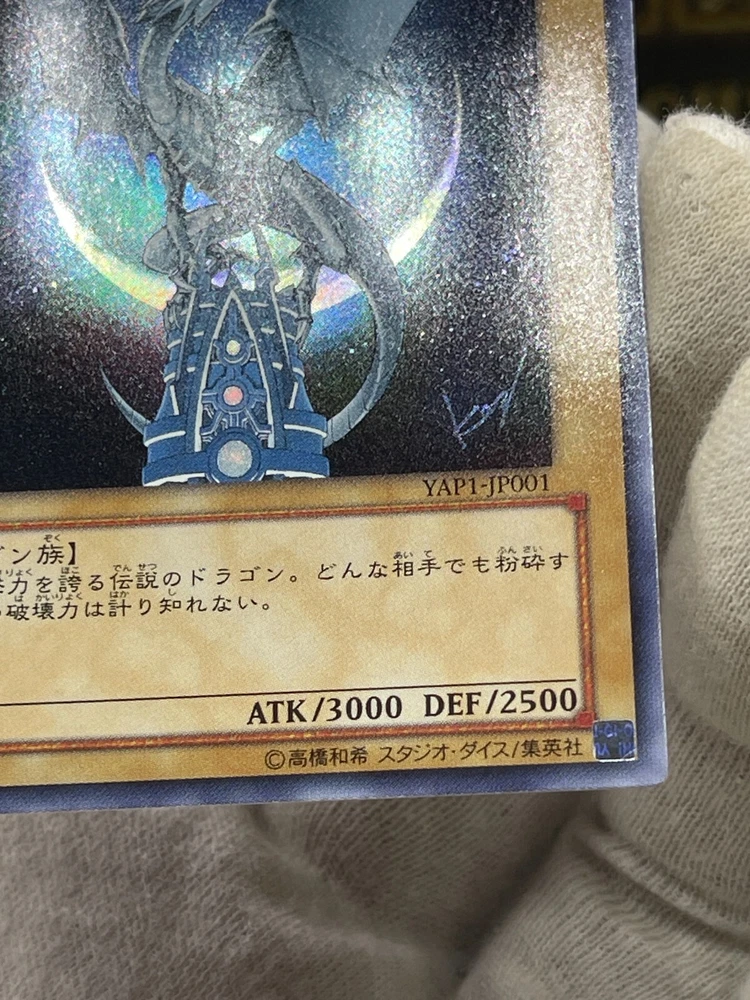 YAP1-JP001
ン族】
力を誇る伝説のドラゴン。どんな相手でも粉砕す
破壊力は計り知れない。
ATK/3000 DEF/2500
©高橋和希 スタジオ・ダイス/集英社